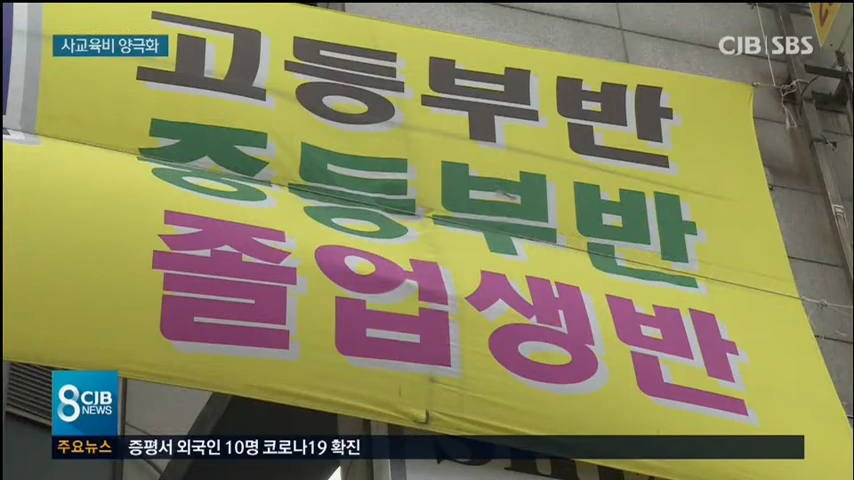 사교육비 양극화
CJB SBS
고등부반
중등부반
졸업생반
8 CJB NEWS
주요뉴스 증평서 외국인 10명 코로나19 확진